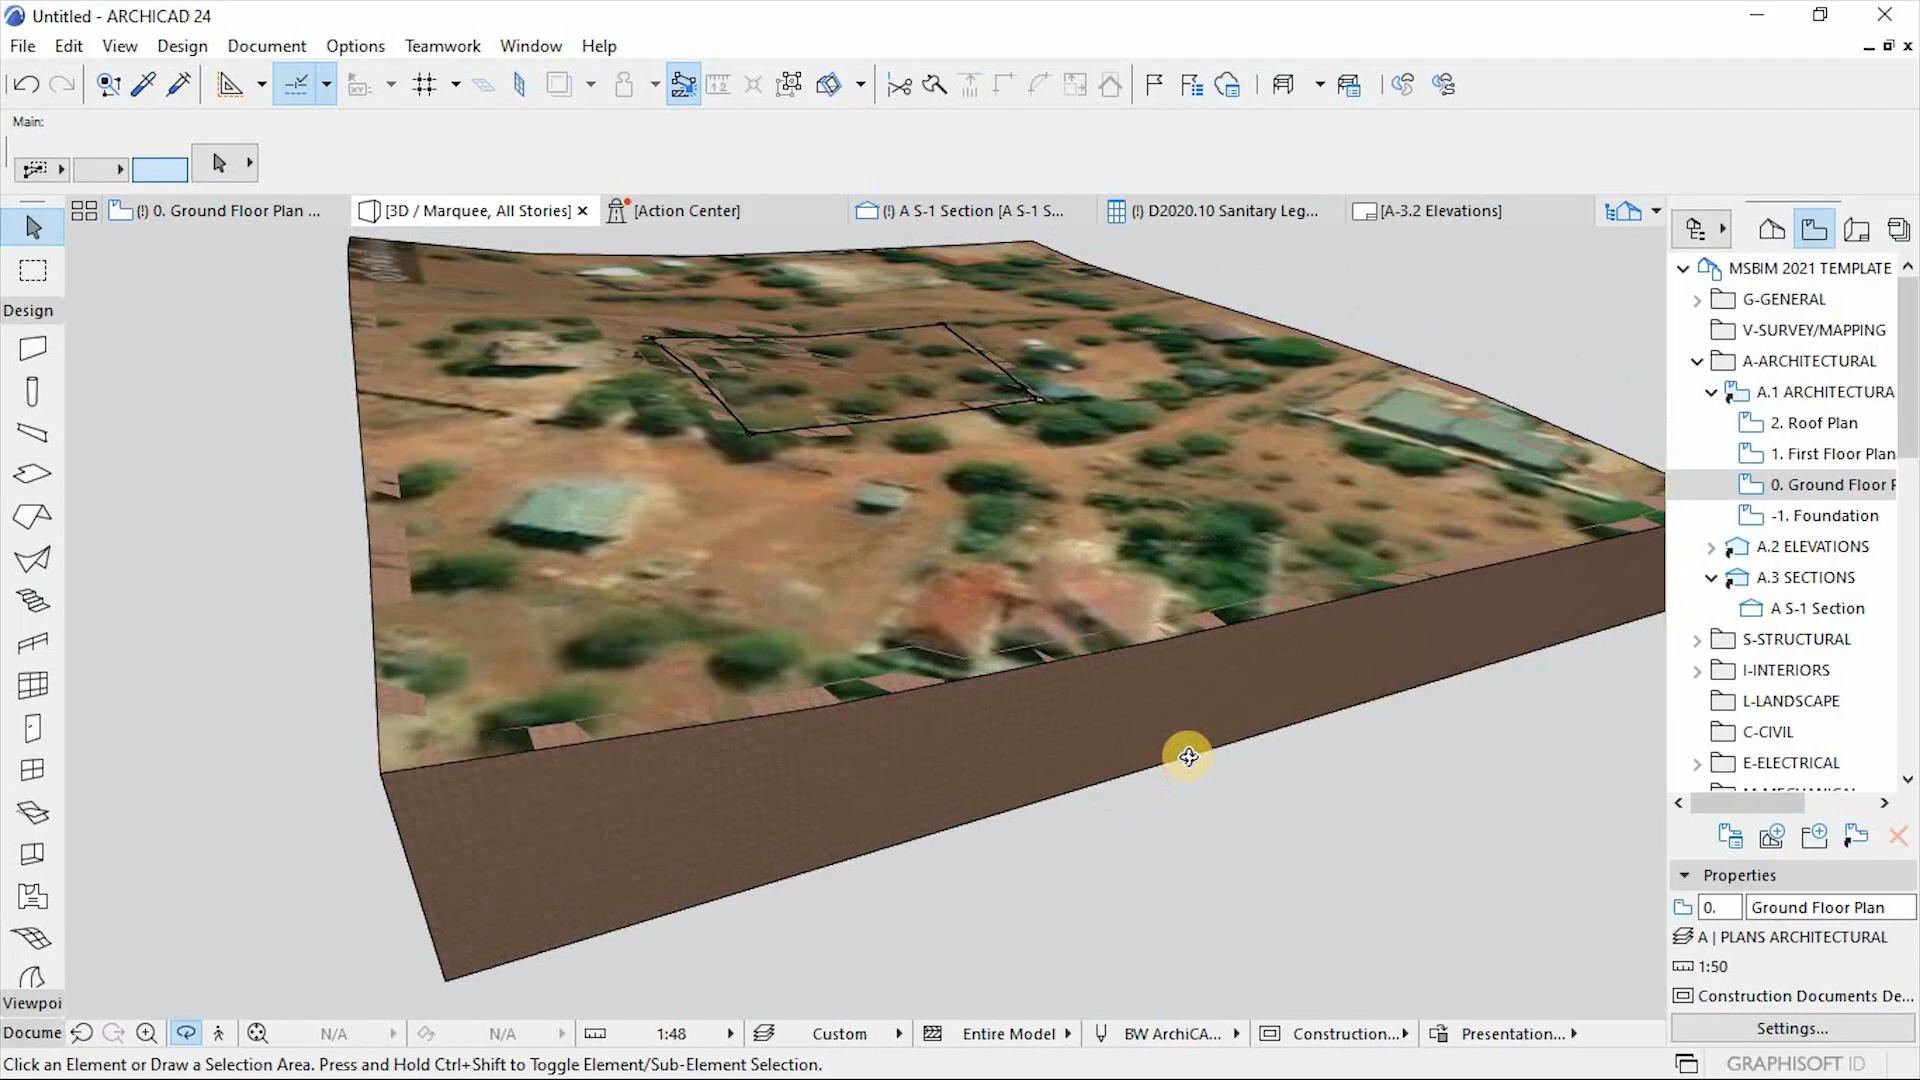 Untitled - ARCHICAD 24
File Edit View Design Document Options Teamwork Window Help
Main:
(!) 0. Ground Floor Plan ...
[3D / Marquee, All Stories]
[Action Center]
(!) A S-1 Section [A S-1 S...
(!) D2020.10 Sanitary Leg...
[A-3.2 Elevations]
Design
Viewpoi
Docume
MSBIM 2021 TEMPLATE
G-GENERAL
V-SURVEY/MAPPING
A-ARCHITECTURAL
A.1 ARCHITECTURA
2. Roof Plan
1. First Floor Plan
0. Ground Floor P
-1. Foundation
A.2 ELEVATIONS
A.3 SECTIONS
A S-1 Section
S-STRUCTURAL
I-INTERIORS
L-LANDSCAPE
C-CIVIL
E-ELECTRICAL
Properties
0. Ground Floor Plan
A | PLANS ARCHITECTURAL
1:50
Construction Documents De...
Settings...
N/A N/A 1:48 Custom Entire Model BW ArchiCA... Construction... Presentation...
Click an Element or Draw a Selection Area. Press and Hold Ctrl+Shift to Toggle Element/Sub-Element Selection.
GRAPHISOFT ID